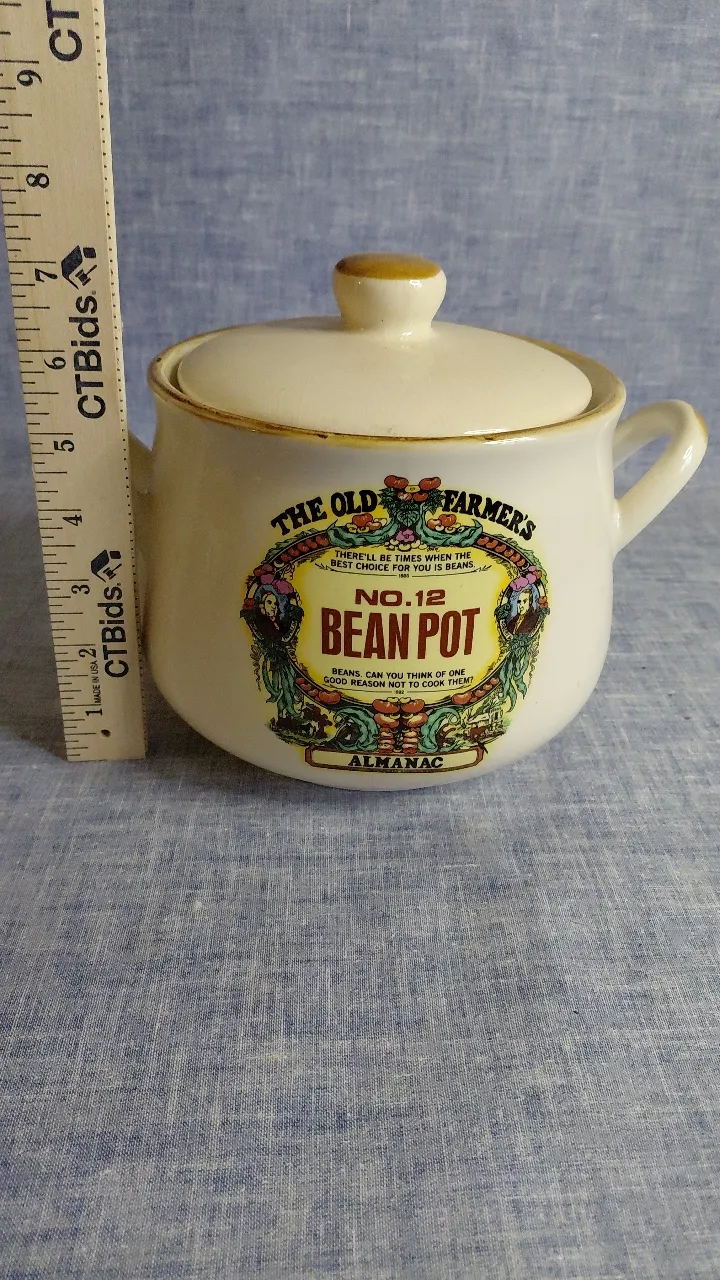 THE OLD FARMER'S
THERE'LL BE TIMES WHEN THE
BEST CHOICE FOR YOU IS BEANS.
NO.12
BEAN POT
BEANS. CAN YOU THINK OF ONE
GOOD REASON NOT TO COOK THEM?
1882
ALMANAC
CT
9
8
7
6
5
4
3
2
1
CTBids.
CTBids.
MADE IN USA